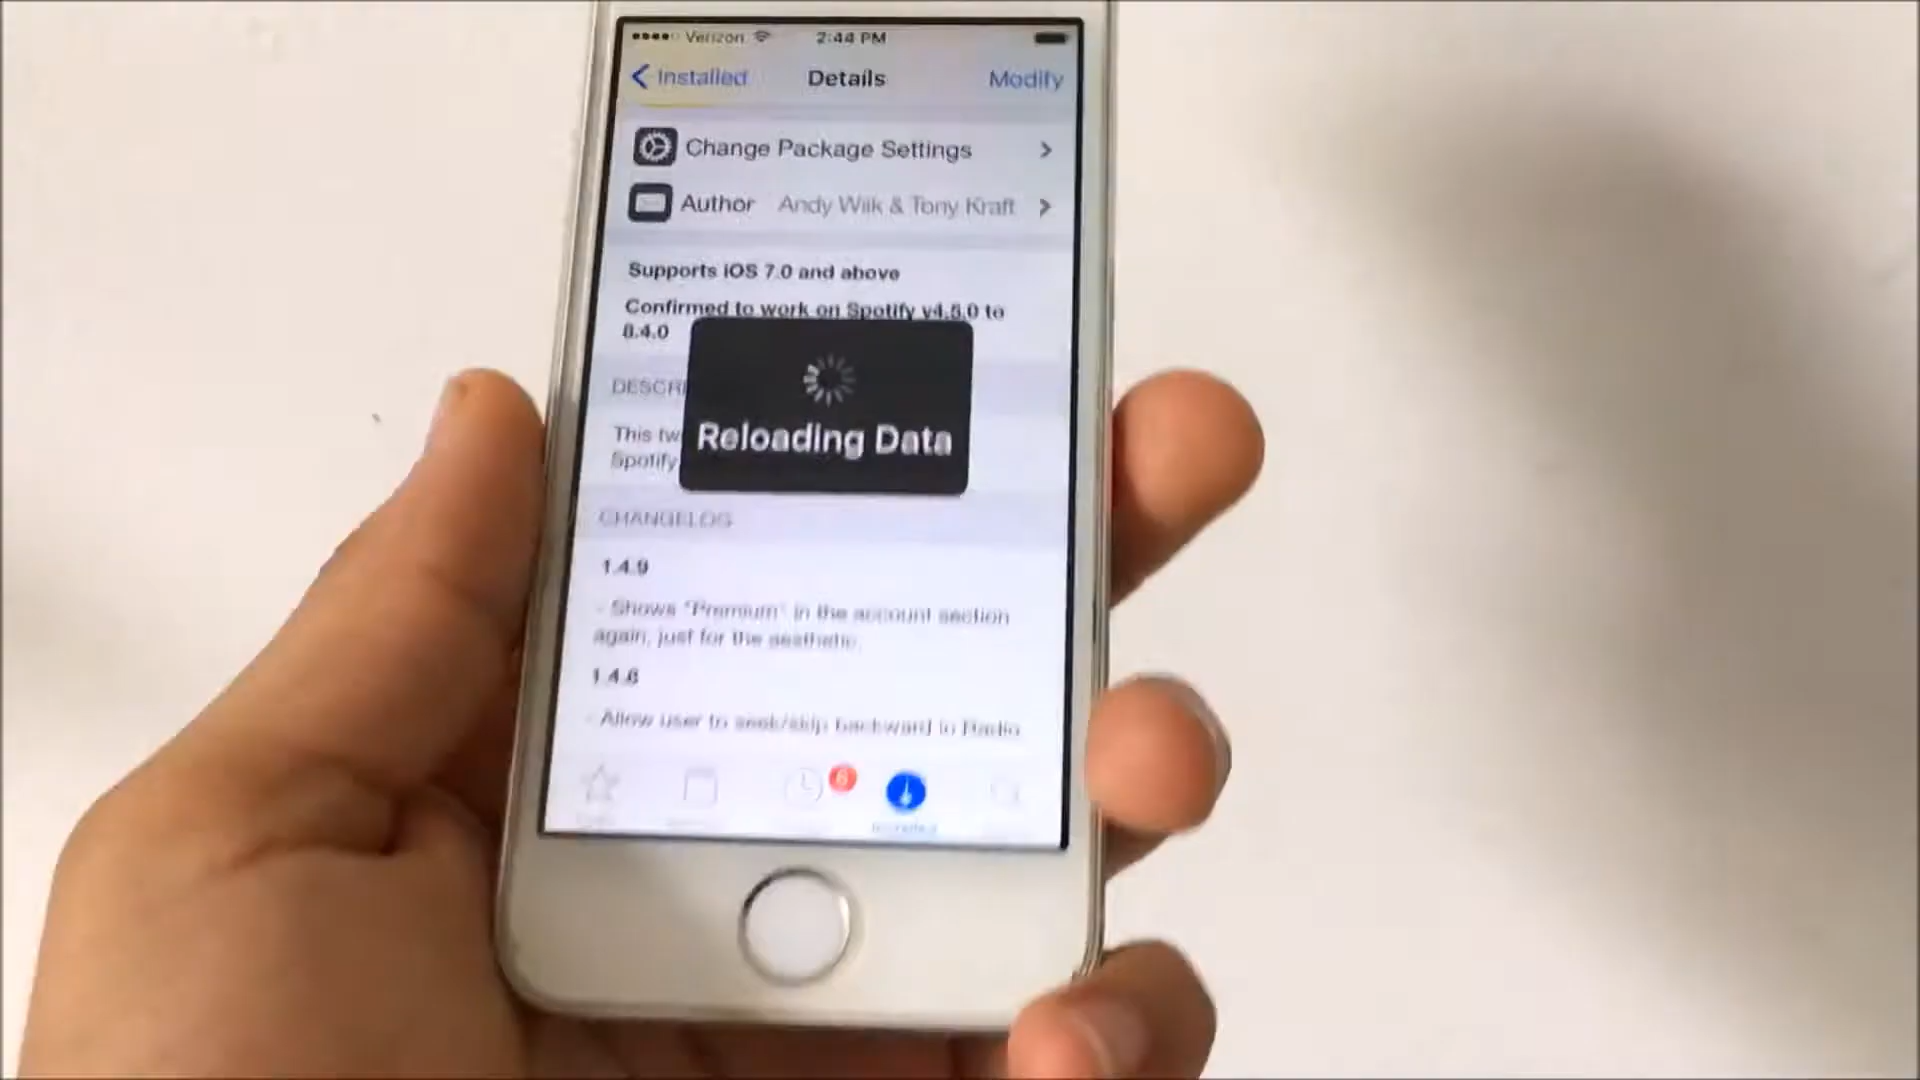 Verizon 2:44 PM
Installed Details Modify
Change Package Settings
Author Andy Wiik & Tony Kraft
Supports iOS 7.0 and above
Confirmed to work on Spotify v4.5.0 to
8.4.0
DESCRI
This tw
Spotify
Reloading Data
CHANGELOG
1.4.9
- Shows "Premium" in the account section
again, just for the aesthetic.
1.4.8
- Allow user to seek/skip backward in Radio
6
Installed